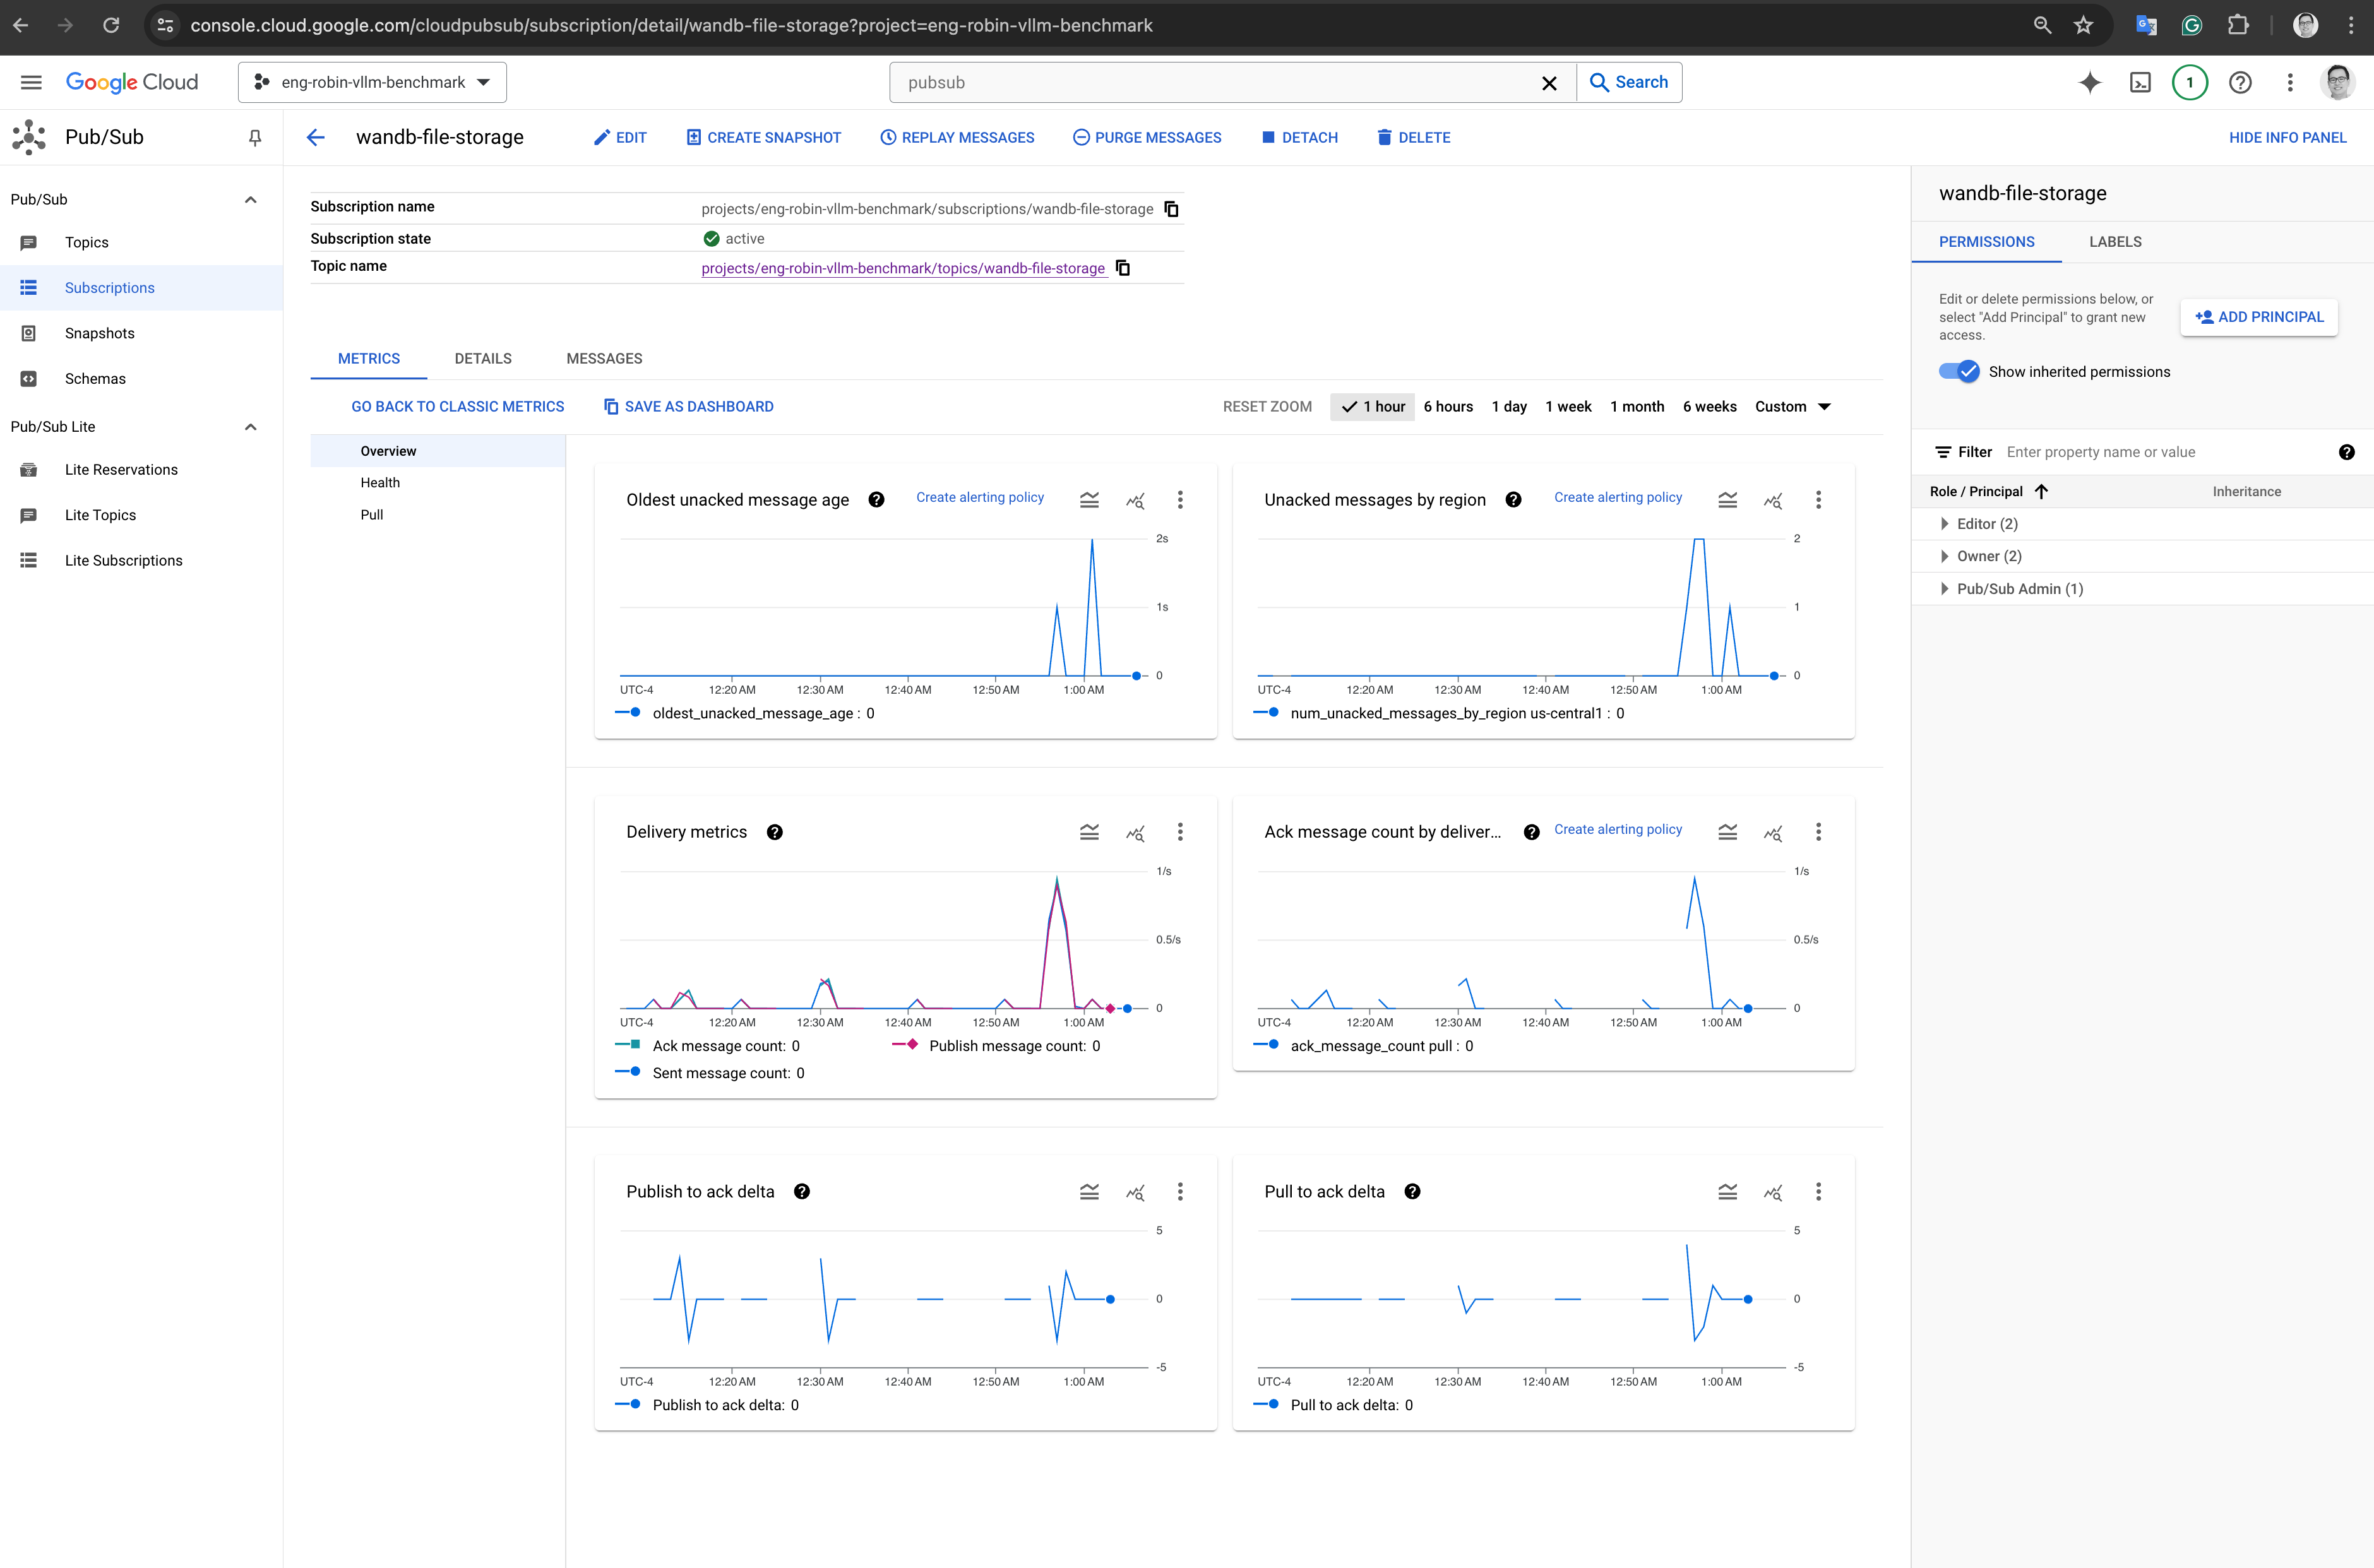 console.cloud.google.com/cloudpubsub/subscription/detail/wandb-file-storage?project=eng-robin-vllm-benchmark
Google Cloud
eng-robin-vllm-benchmark
pubsub
Search
1
Pub/Sub
wandb-file-storage
EDIT
CREATE SNAPSHOT
REPLAY MESSAGES
PURGE MESSAGES
DETACH
DELETE
HIDE INFO PANEL
Pub/Sub
Topics
Subscriptions
Snapshots
Schemas
Pub/Sub Lite
Lite Reservations
Lite Topics
Lite Subscriptions
Subscription name projects/eng-robin-vllm-benchmark/subscriptions/wandb-file-storage
Subscription state active
Topic name projects/eng-robin-vllm-benchmark/topics/wandb-file-storage
METRICS DETAILS MESSAGES
GO BACK TO CLASSIC METRICS SAVE AS DASHBOARD
RESET ZOOM 1 hour 6 hours 1 day 1 week 1 month 6 weeks Custom
Overview
Health
Pull
Oldest unacked message age Create alerting policy
2s
1s
0
UTC-4 12:20 AM 12:30 AM 12:40 AM 12:50 AM 1:00 AM
oldest_unacked_message_age : 0
Unacked messages by region Create alerting policy
2
1
0
UTC-4 12:20 AM 12:30 AM 12:40 AM 12:50 AM 1:00 AM
num_unacked_messages_by_region us-central1 : 0
Delivery metrics
1/s
0.5/s
0
UTC-4 12:20 AM 12:30 AM 12:40 AM 12:50 AM 1:00 AM
Ack message count: 0 Publish message count: 0
Sent message count: 0
Ack message count by deliver... Create alerting policy
1/s
0.5/s
0
UTC-4 12:20 AM 12:30 AM 12:40 AM 12:50 AM 1:00 AM
ack_message_count pull : 0
Publish to ack delta
5
0
-5
UTC-4 12:20 AM 12:30 AM 12:40 AM 12:50 AM 1:00 AM
Publish to ack delta: 0
Pull to ack delta
5
0
-5
UTC-4 12:20 AM 12:30 AM 12:40 AM 12:50 AM 1:00 AM
Pull to ack delta: 0
wandb-file-storage
PERMISSIONS LABELS
Edit or delete permissions below, or
select "Add Principal" to grant new
access.
ADD PRINCIPAL
Show inherited permissions
Filter Enter property name or value
Role / Principal Inheritance
Editor (2)
Owner (2)
Pub/Sub Admin (1)